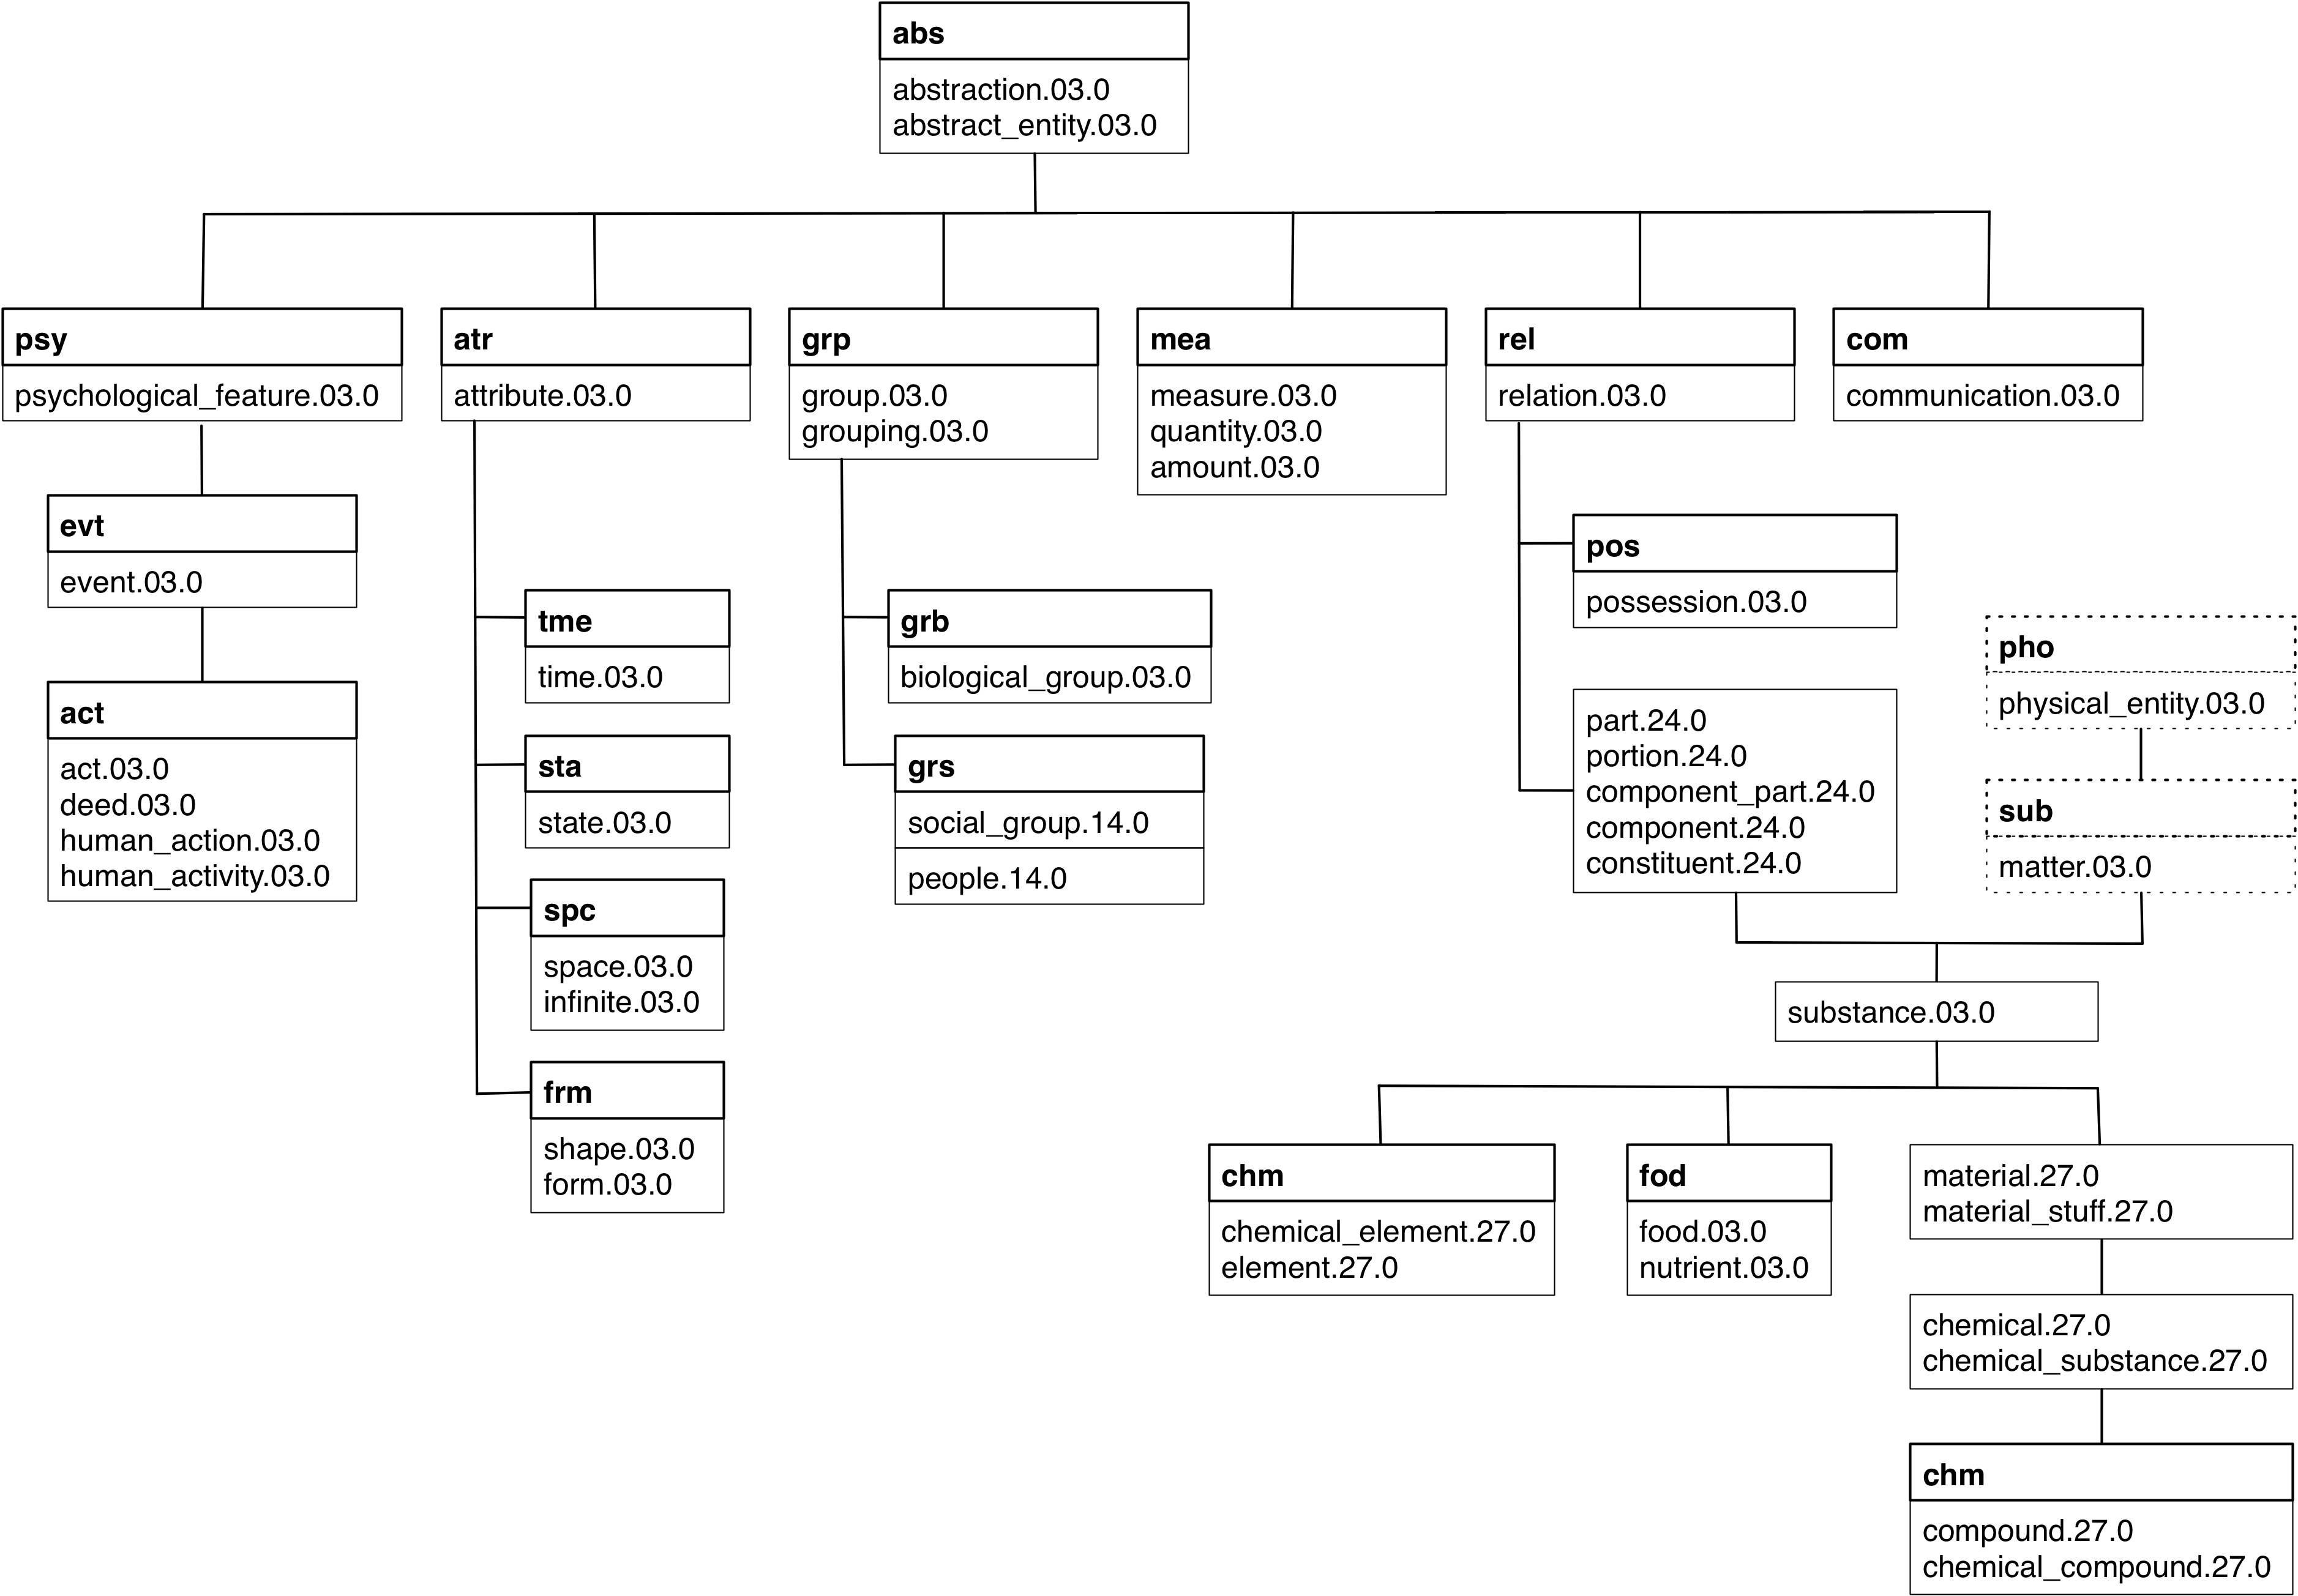 abs
abstraction.03.0
abstract_entity.03.0
psy
psychological_feature.03.0
evt
event.03.0
act
act.03.0
deed.03.0
human_action.03.0
human_activity.03.0
atr
attribute.03.0
tme
time.03.0
sta
state.03.0
spc
space.03.0
infinite.03.0
frm
shape.03.0
form.03.0
grp
group.03.0
grouping.03.0
grb
biological_group.03.0
grs
social_group.14.0
people.14.0
mea
measure.03.0
quantity.03.0
amount.03.0
rel
relation.03.0
pos
possession.03.0
part.24.0
portion.24.0
component_part.24.0
component.24.0
constituent.24.0
com
communication.03.0
pho
physical_entity.03.0
sub
matter.03.0
substance.03.0
chm
chemical_element.27.0
element.27.0
fod
food.03.0
nutrient.03.0
material.27.0
material_stuff.27.0
chemical.27.0
chemical_substance.27.0
chm
compound.27.0
chemical_compound.27.0